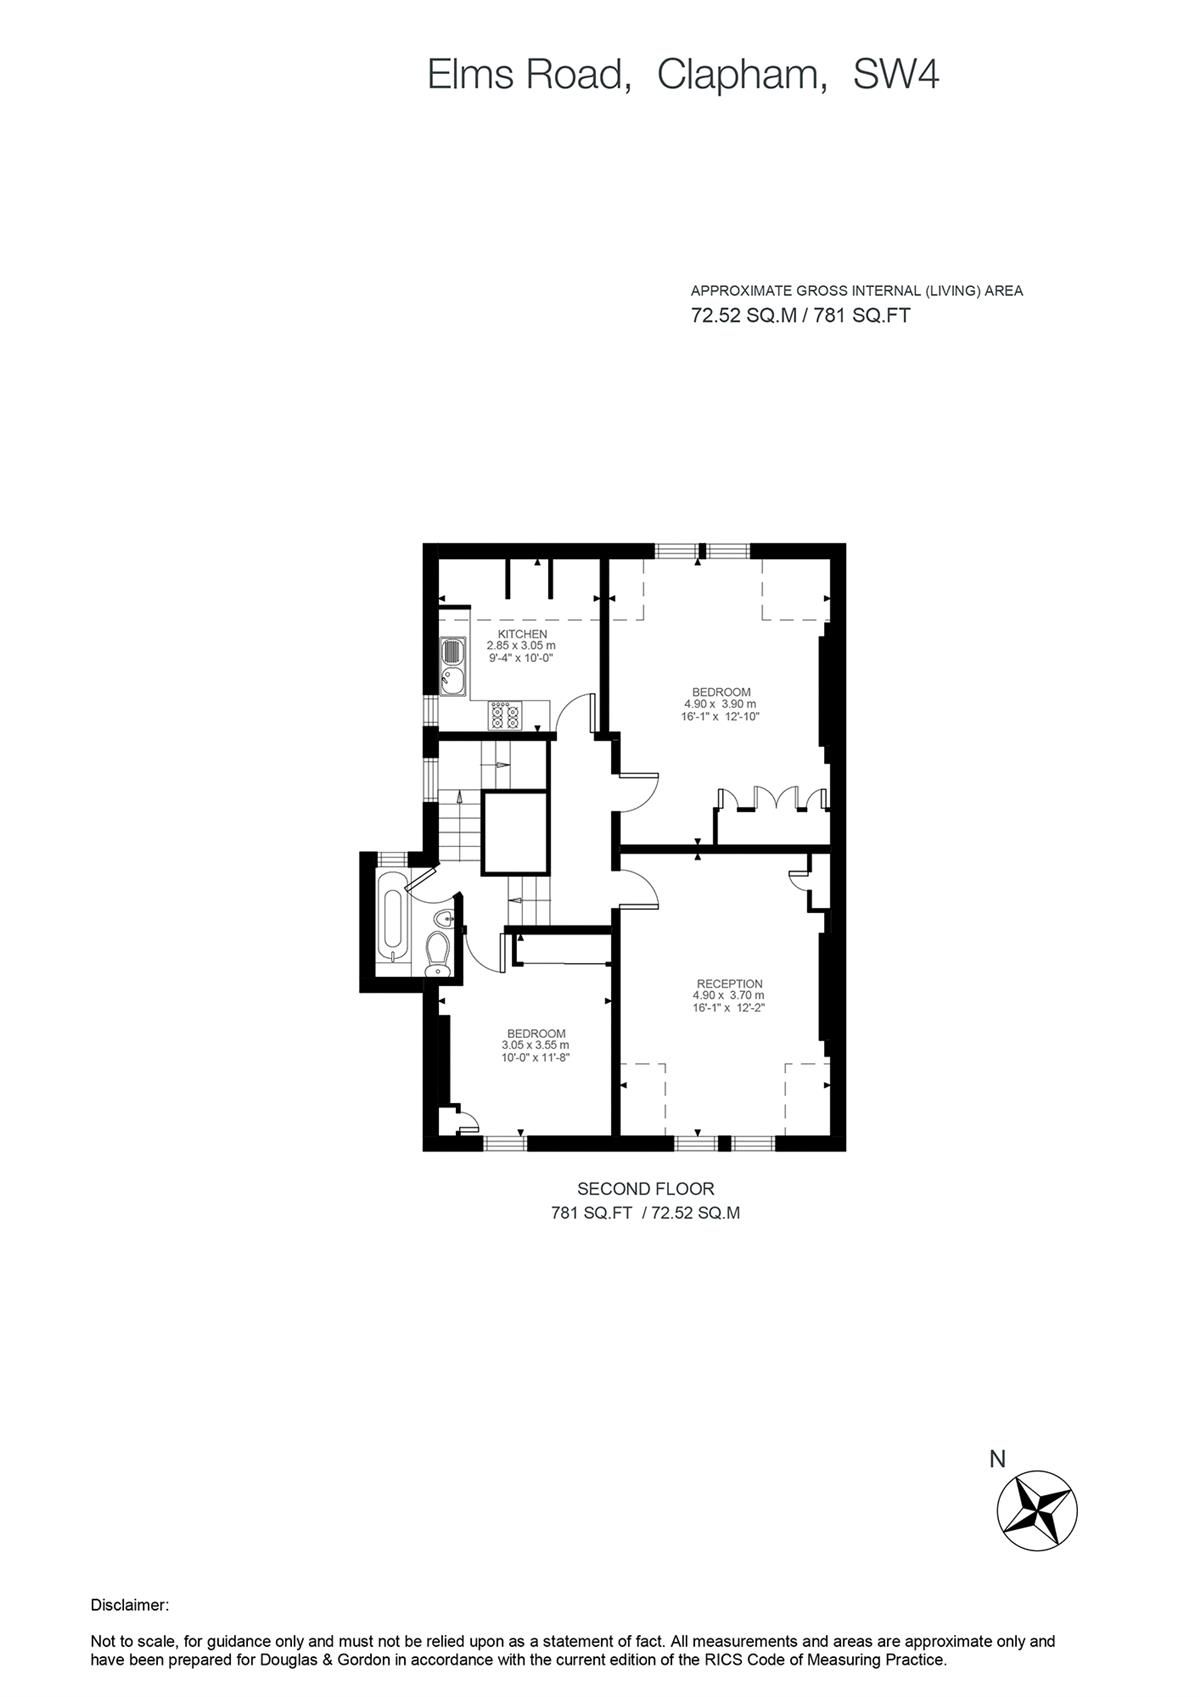 Elms Road, Clapham, SW4
APPROXIMATE GROSS INTERNAL (LIVING) AREA
72.52 SQ.M / 781 SQ.FT
KITCHEN
2.85 x 3.05 m
9'-4" x 10'-0"
BEDROOM
4.90 x 3.90 m
16'-1" x 12'-10"
RECEPTION
4.90 x 3.70 m
16'-1" x 12'-2"
BEDROOM
3.05 x 3.55 m
10'-0" x 11'-8"
SECOND FLOOR
781 SQ.FT / 72.52 SQ.M
N
Disclaimer:
Not to scale, for guidance only and must not be relied upon as a statement of fact. All measurements and areas are approximate only and
have been prepared for Douglas & Gordon in accordance with the current edition of the RICS Code of Measuring Practice.